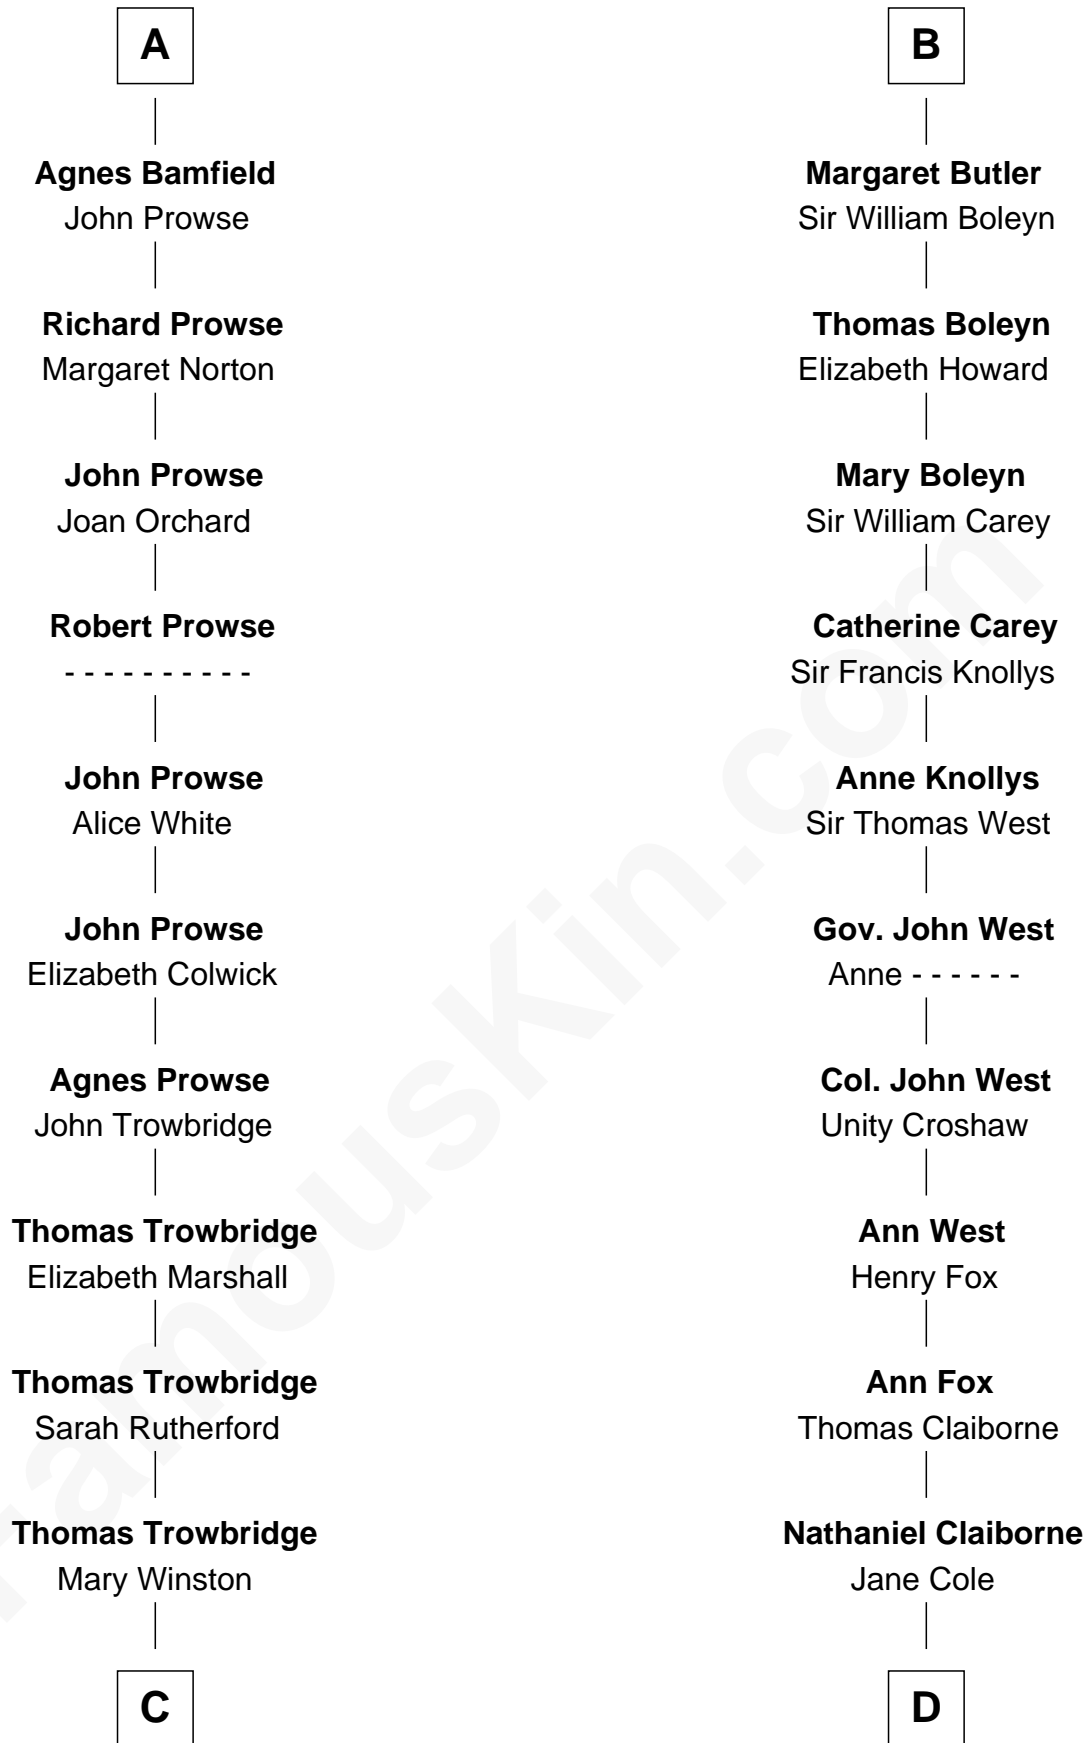 A
Agnes Bamfield
John Prowse
Richard Prowse
Margaret Norton
John Prowse
Joan Orchard
Robert Prowse
- - - - - - - - - -
John Prowse
Alice White
John Prowse
Elizabeth Colwick
Agnes Prowse
John Trowbridge
Thomas Trowbridge
Elizabeth Marshall
Thomas Trowbridge
Sarah Rutherford
Thomas Trowbridge
Mary Winston
C
B
Margaret Butler
Sir William Boleyn
Thomas Boleyn
Elizabeth Howard
Mary Boleyn
Sir William Carey
Catherine Carey
Sir Francis Knollys
Anne Knollys
Sir Thomas West
Gov. John West
Anne - - - - - -
Col. John West
Unity Croshaw
Ann West
Henry Fox
Ann Fox
Thomas Claiborne
Nathaniel Claiborne
Jane Cole
D
FamousKin.com